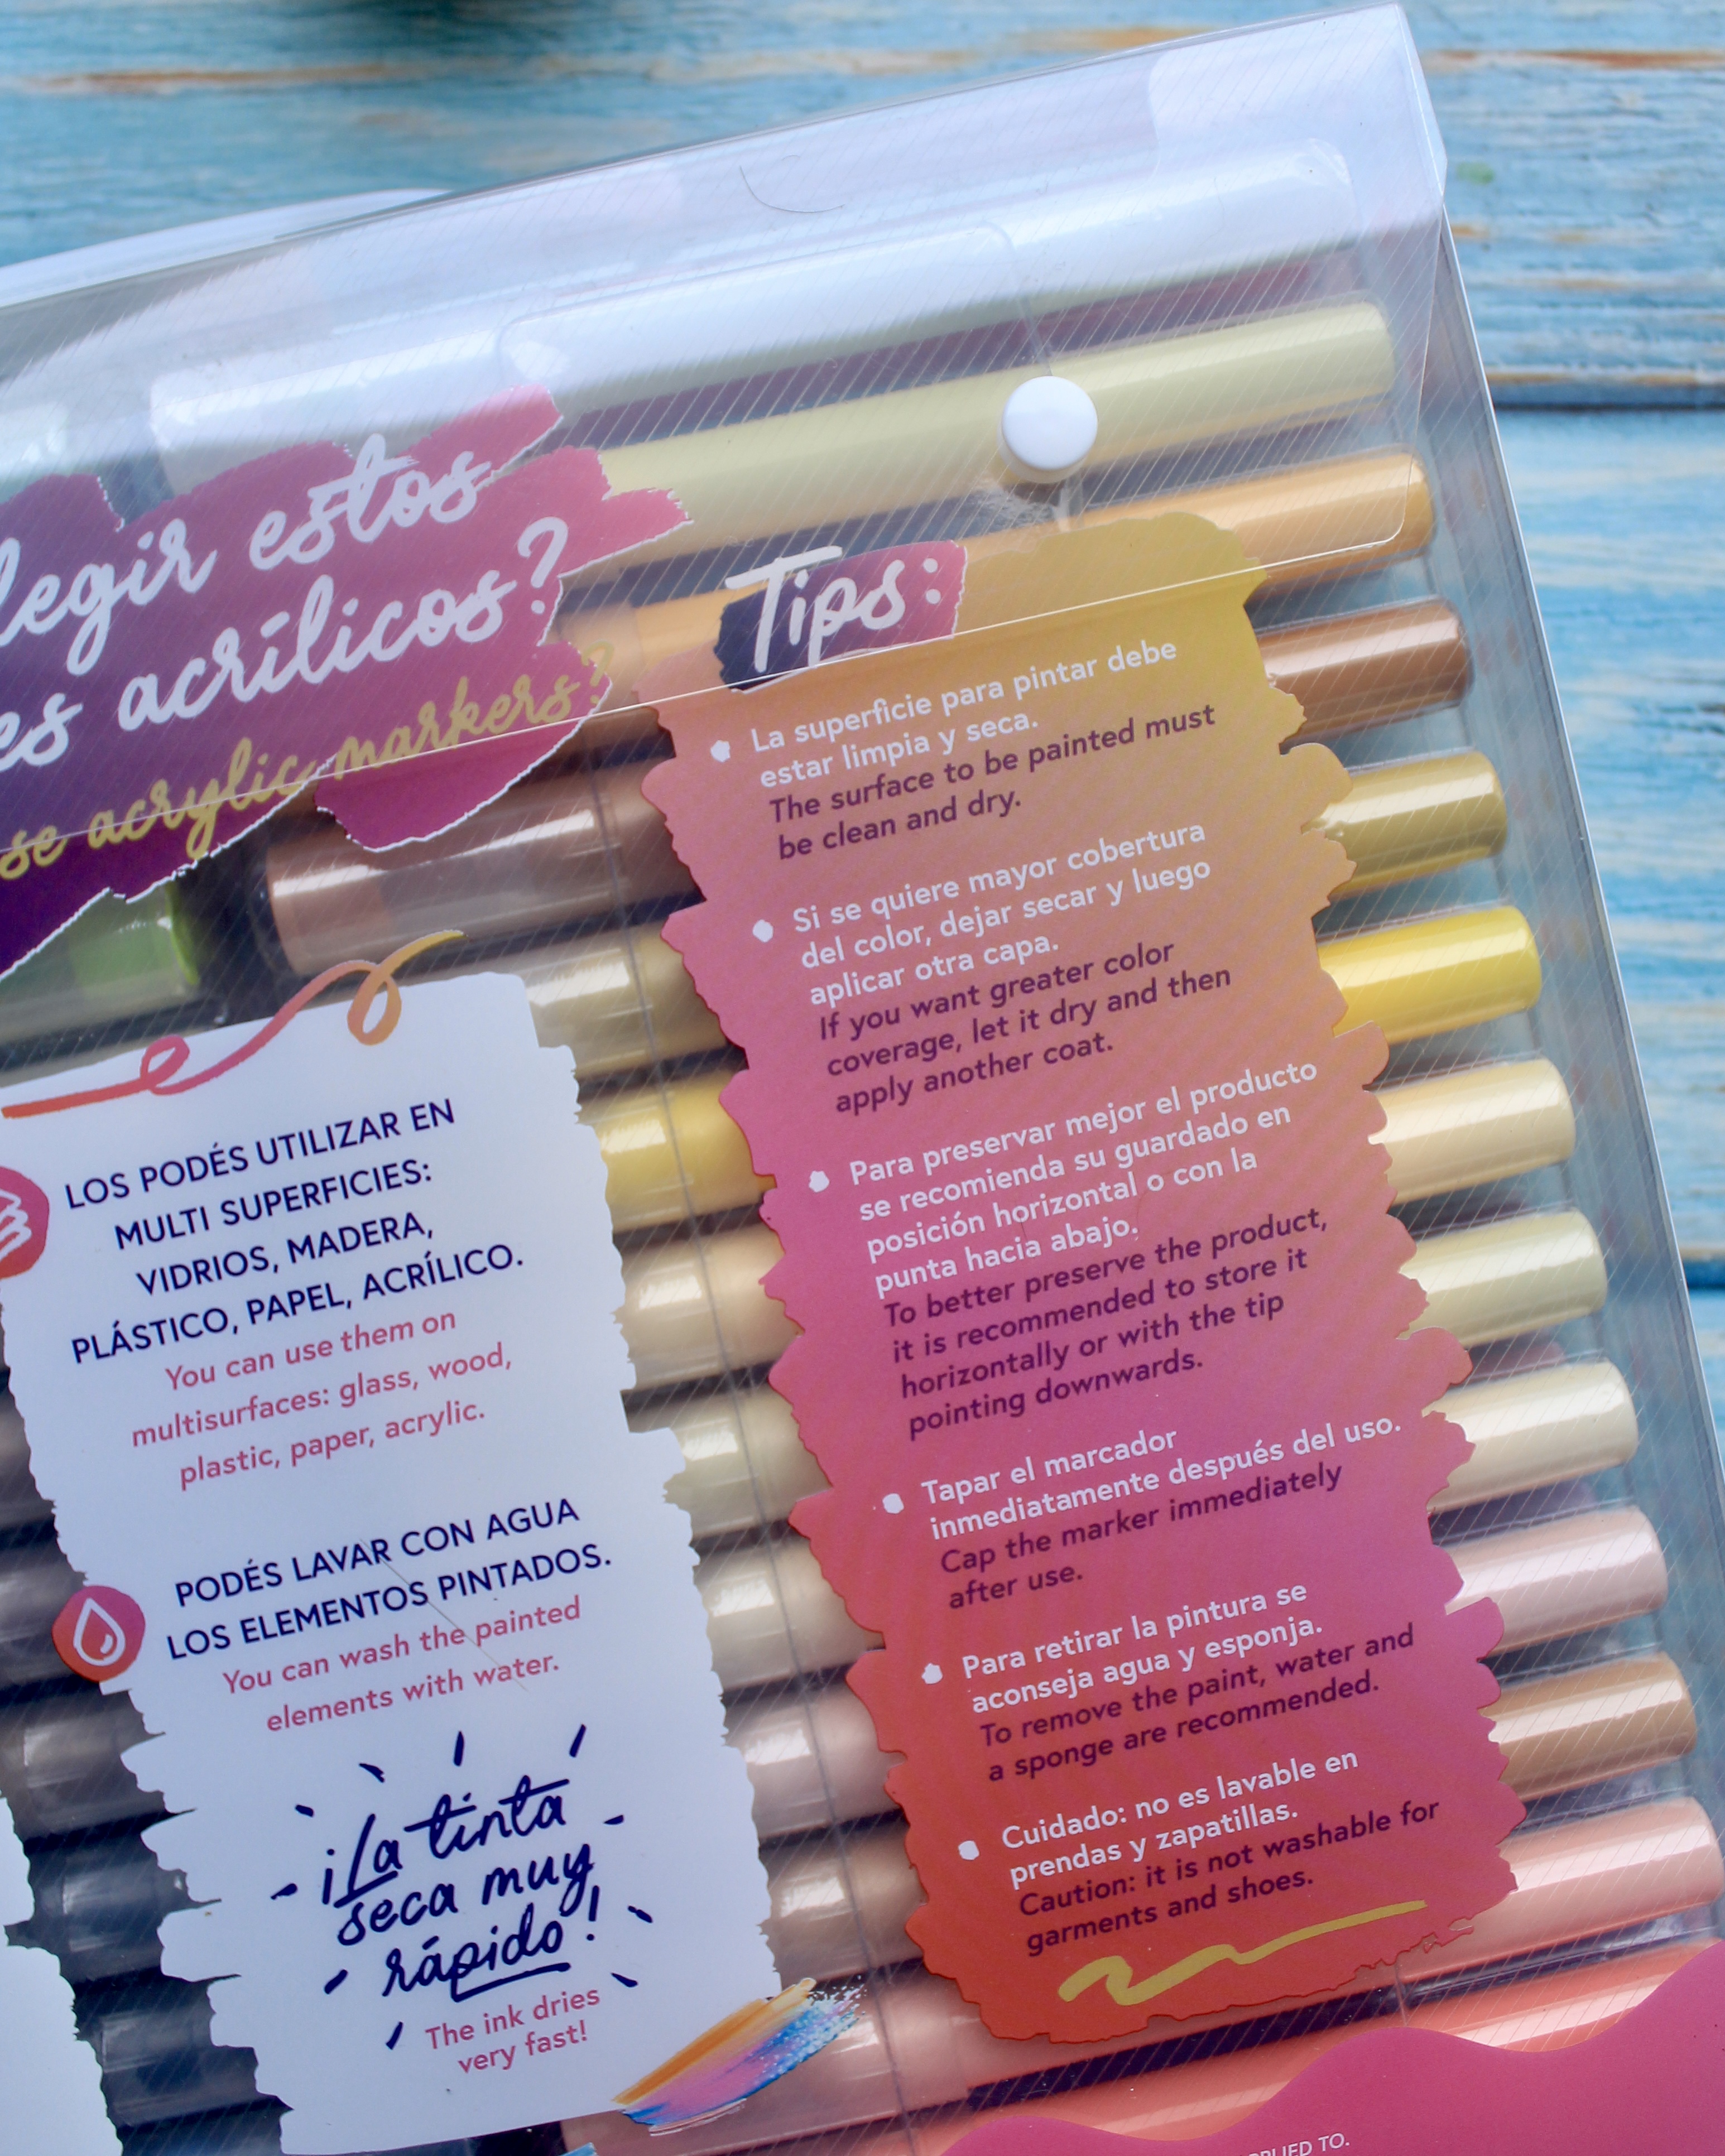 estos
acrílicos?
acrylic markers?
LOS PODÉS UTILIZAR EN
MULTI SUPERFICIES:
VIDRIOS, MADERA,
PLÁSTICO, PAPEL, ACRÍLICO.
You can use them on
multisurfaces: glass, wood,
plastic, paper, acrylic.
PODÉS LAVAR CON AGUA
LOS ELEMENTOS PINTADOS.
You can wash the painted
elements with water.
¡La tinta
seca muy
rápido!
The ink dries
very fast!
Tips:
La superficie para pintar debe
estar limpia y seca.
The surface to be painted must
be clean and dry.
Si se quiere mayor cobertura
del color, dejar secar y luego
aplicar otra capa.
If you want greater color
coverage, let it dry and then
apply another coat.
Para preservar mejor el producto
se recomienda su guardado en
posición horizontal o con la
punta hacia abajo.
To better preserve the product,
it is recommended to store it
horizontally or with the tip
pointing downwards.
Tapar el marcador
inmediatamente después del uso.
Cap the marker immediately
after use.
Para retirar la pintura se
aconseja agua y esponja.
To remove the paint, water and
a sponge are recommended.
Cuidado: no es lavable en
prendas y zapatillas.
Caution: it is not washable for
garments and shoes.
TO.